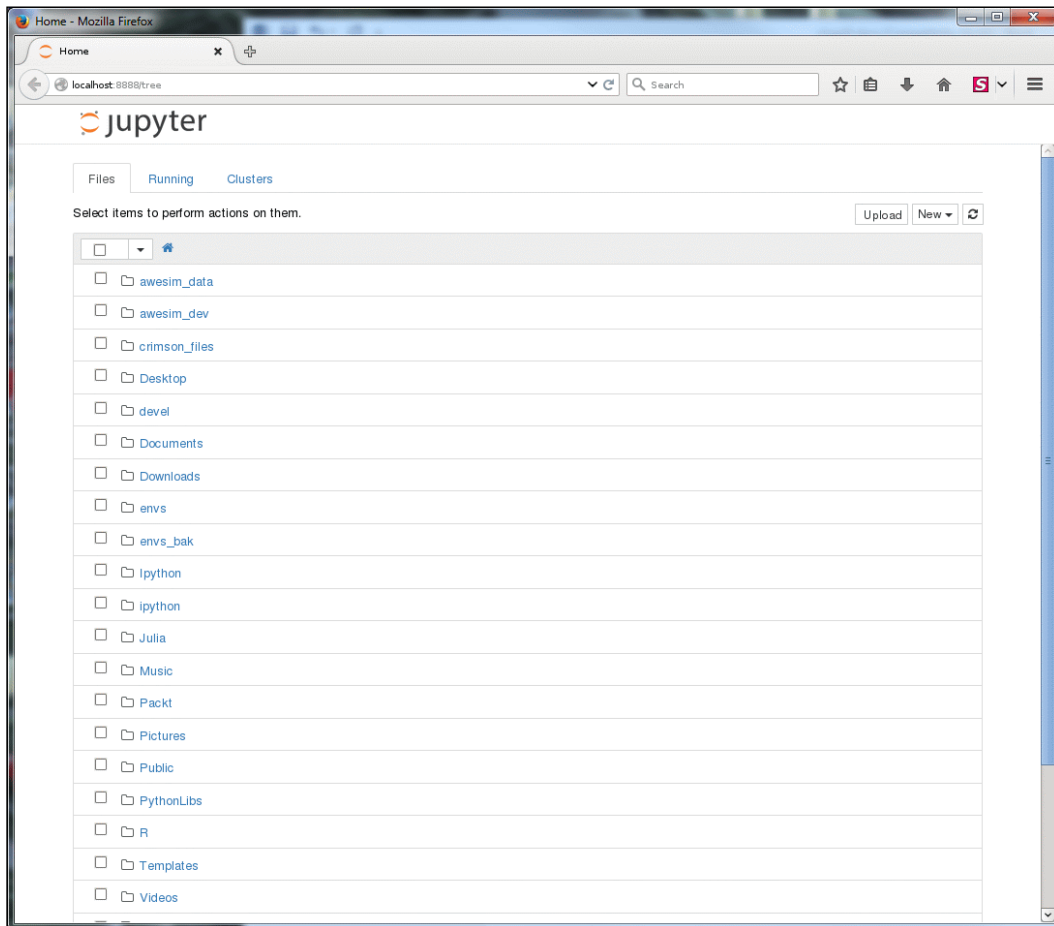 Home - Mozilla Firefox
Home
localhost:8888/tree
Search
jupyter
Files Running Clusters
Select items to perform actions on them.
Upload New
awesim_data
awesim_dev
crimson_files
Desktop
devel
Documents
Downloads
envs
envs_bak
Ipython
ipython
Julia
Music
Packt
Pictures
Public
PythonLibs
R
Templates
Videos